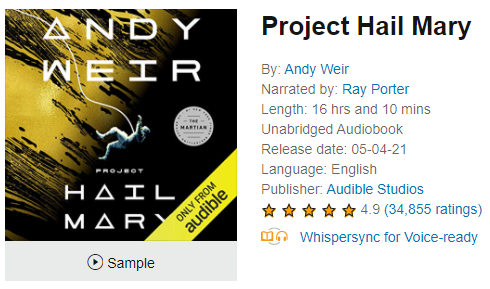 ANDY
WEIR
THE
MARTIAN
PROJECT
HAIL
MARY
ONLY FROM
audible
Sample
Project Hail Mary
By: Andy Weir
Narrated by: Ray Porter
Length: 16 hrs and 10 mins
Unabridged Audiobook
Release date: 05-04-21
Language: English
Publisher: Audible Studios
4.9 (34,855 ratings)
Whispersync for Voice-ready